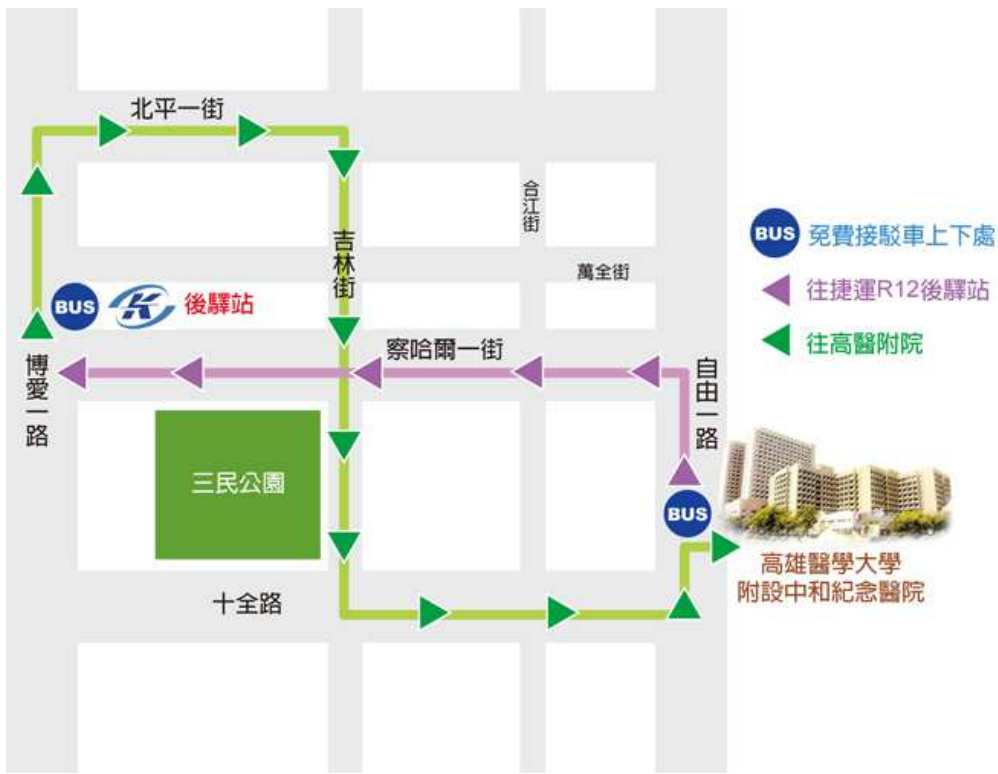 北平一街
合江街
吉林街
萬全街
BUS
後驛站
察哈爾一街
博愛一路
自由一路
三民公園
BUS
十全路
高雄醫學大學
附設中和紀念醫院
BUS 免費接駁車上下處
往捷運R12後驛站
往高醫附院